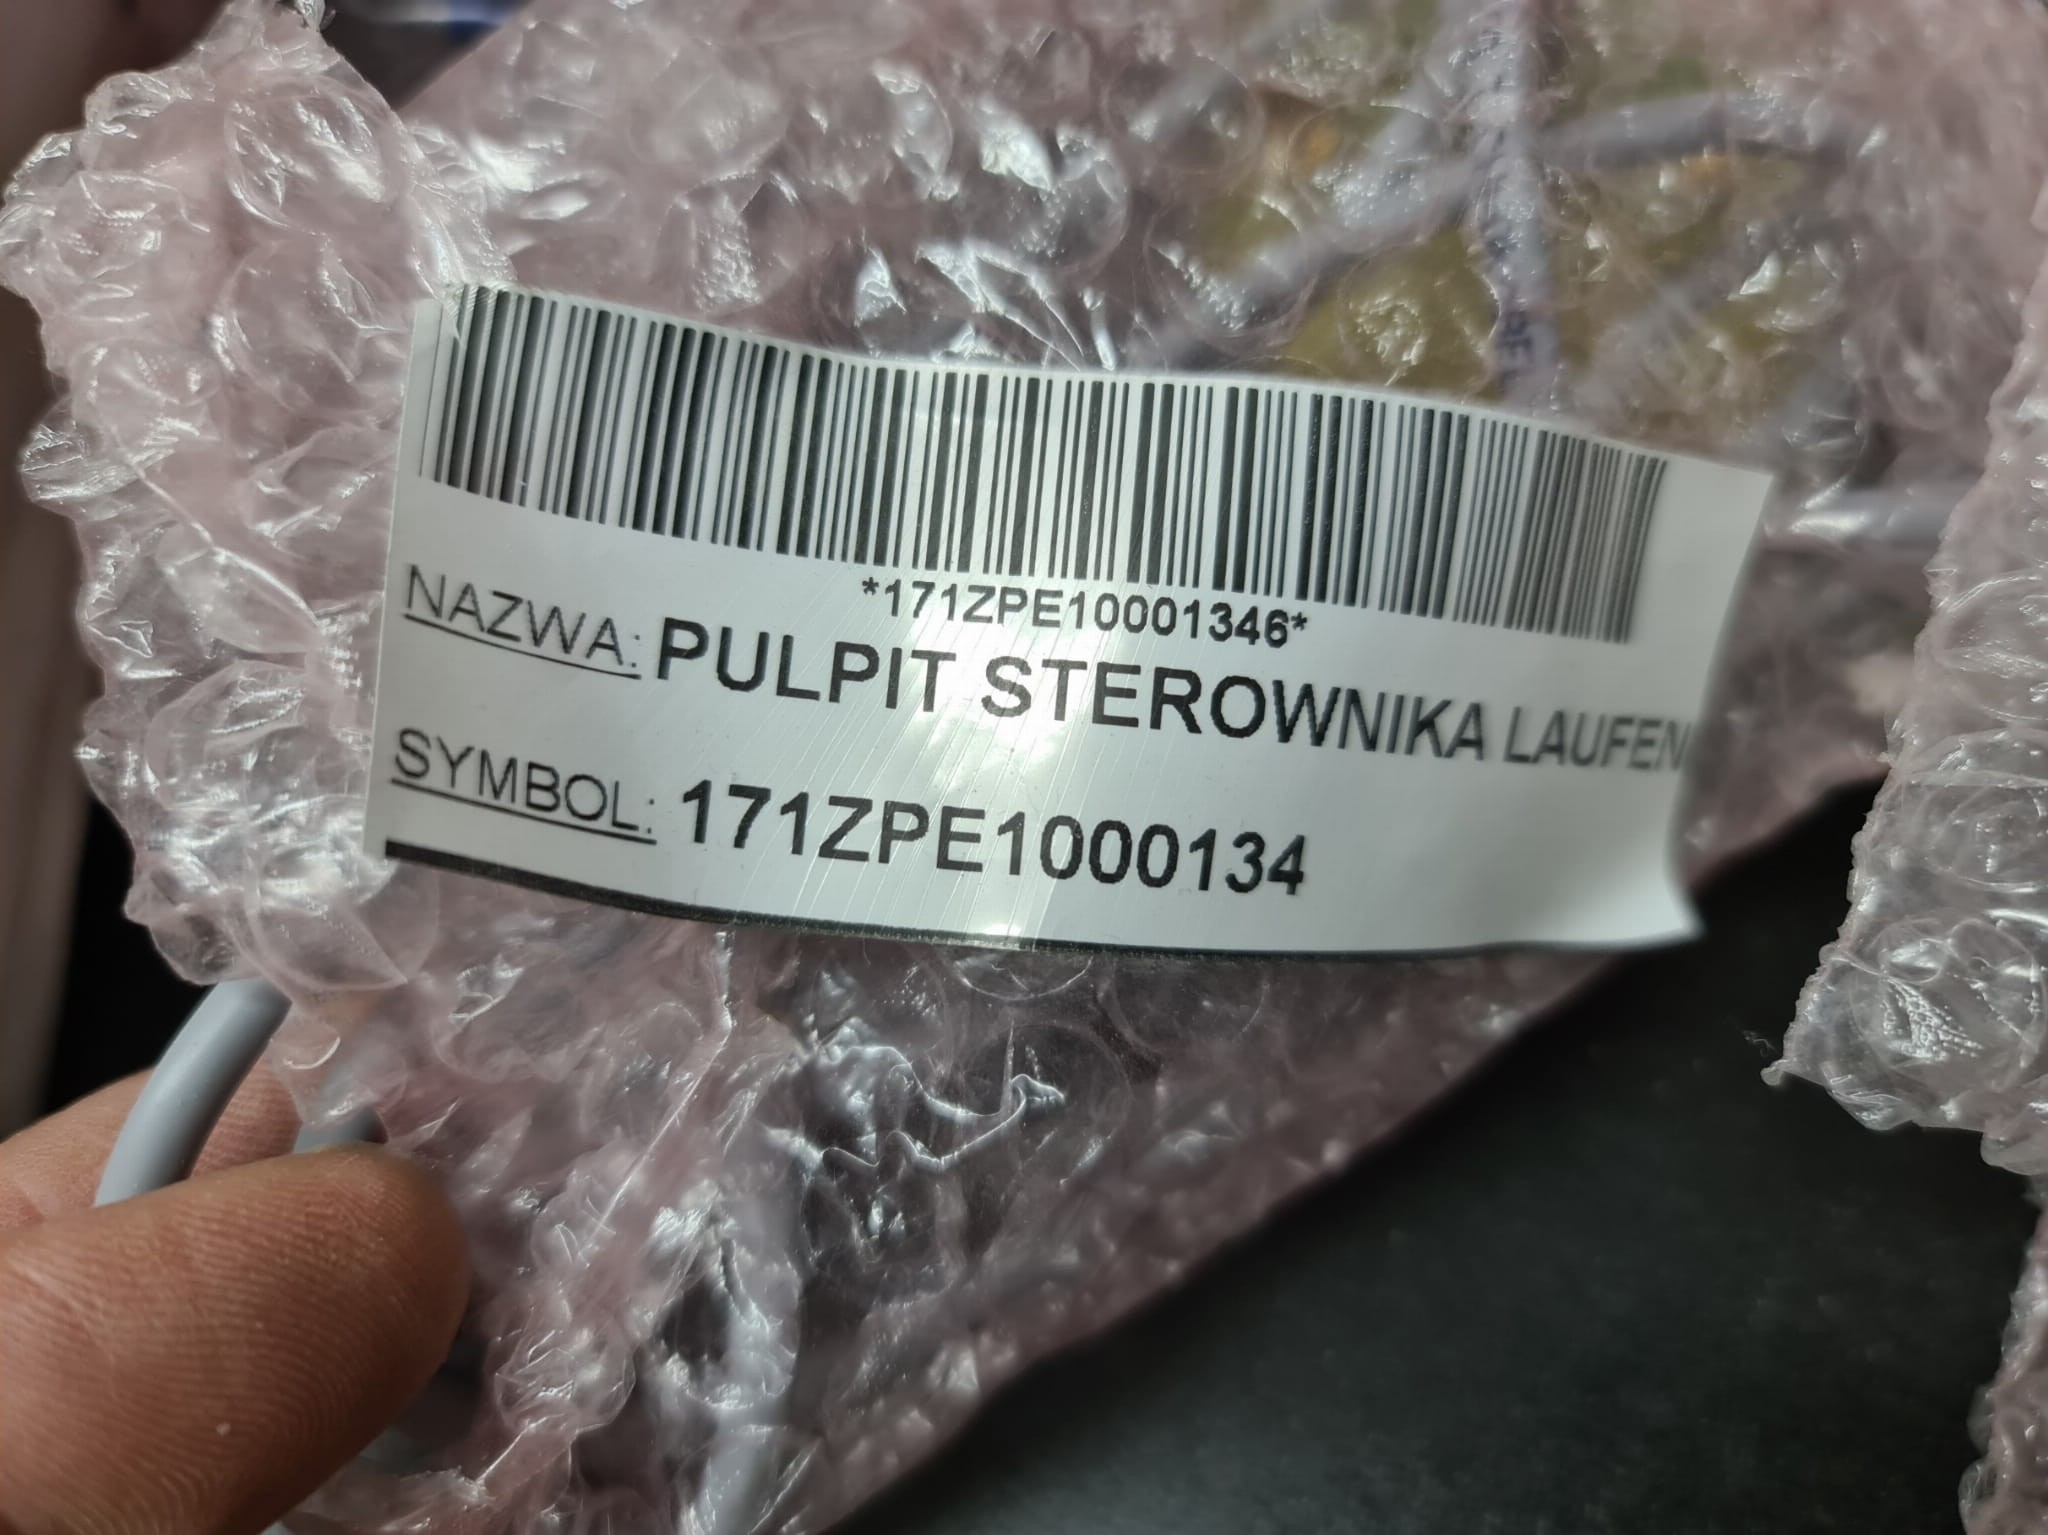 *171ZPE10001346*
NAZWA: PULPIT STEROWNIKA LAUFEN
SYMBOL: 171ZPE1000134